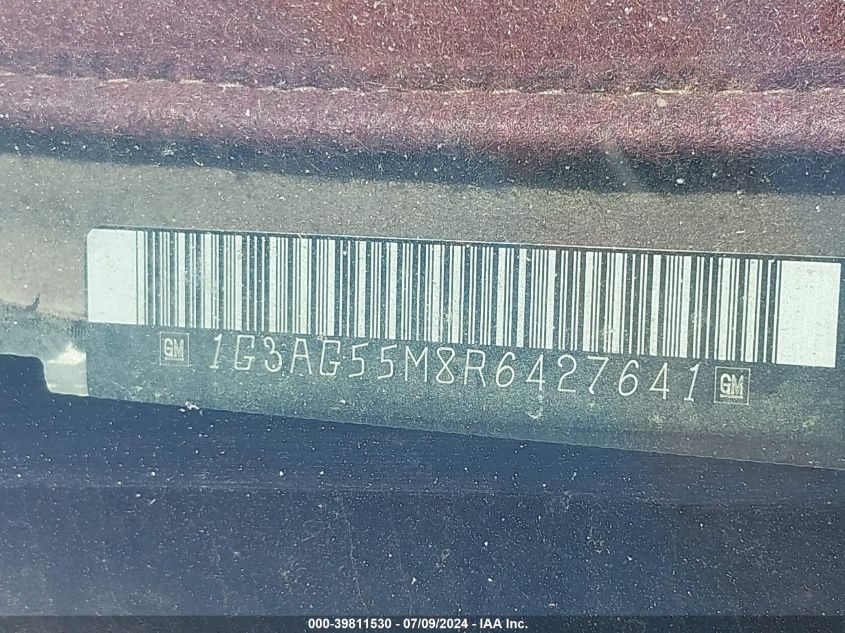 GM 1G3AG55M8R6427641 GM
000-39811530 - 07/09/2024 - IAA Inc.